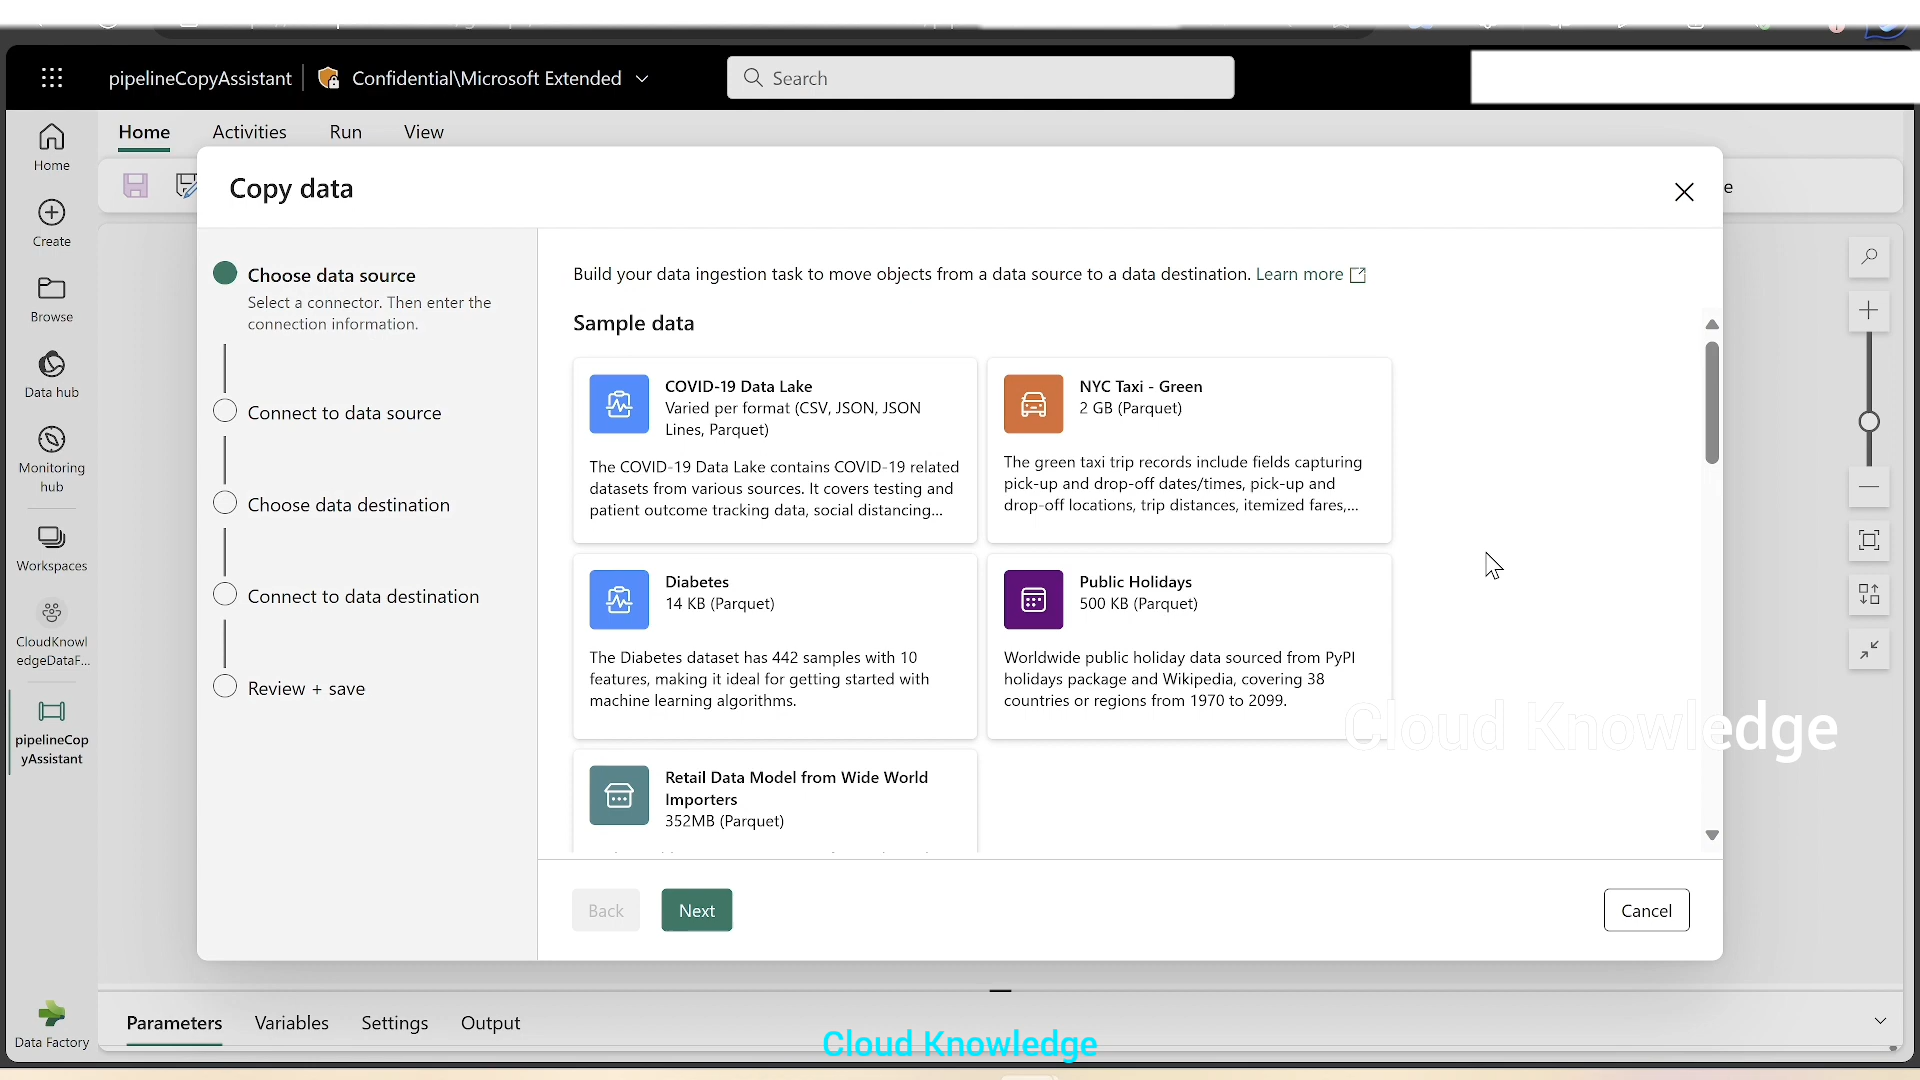 pipelineCopyAssistant
Confidential\Microsoft Extended
Search
Home
Activities
Run
View
Home
Create
Browse
Data hub
Monitoring
hub
Workspaces
CloudKnowl
edgeDataF...
pipelineCop
yAssistant
Data Factory
e
Copy data
Choose data source
Select a connector. Then enter the
connection information.
Connect to data source
Choose data destination
Connect to data destination
Review + save
Build your data ingestion task to move objects from a data source to a data destination. Learn more
Sample data
COVID-19 Data Lake
Varied per format (CSV, JSON, JSON
Lines, Parquet)
The COVID-19 Data Lake contains COVID-19 related
datasets from various sources. It covers testing and
patient outcome tracking data, social distancing...
NYC Taxi - Green
2 GB (Parquet)
The green taxi trip records include fields capturing
pick-up and drop-off dates/times, pick-up and
drop-off locations, trip distances, itemized fares,...
Diabetes
14 KB (Parquet)
The Diabetes dataset has 442 samples with 10
features, making it ideal for getting started with
machine learning algorithms.
Public Holidays
500 KB (Parquet)
Worldwide public holiday data sourced from PyPI
holidays package and Wikipedia, covering 38
countries or regions from 1970 to 2099.
Retail Data Model from Wide World
Importers
352MB (Parquet)
Cloud Knowledge
Back
Next
Cancel
Parameters
Variables
Settings
Output
Cloud Knowledge